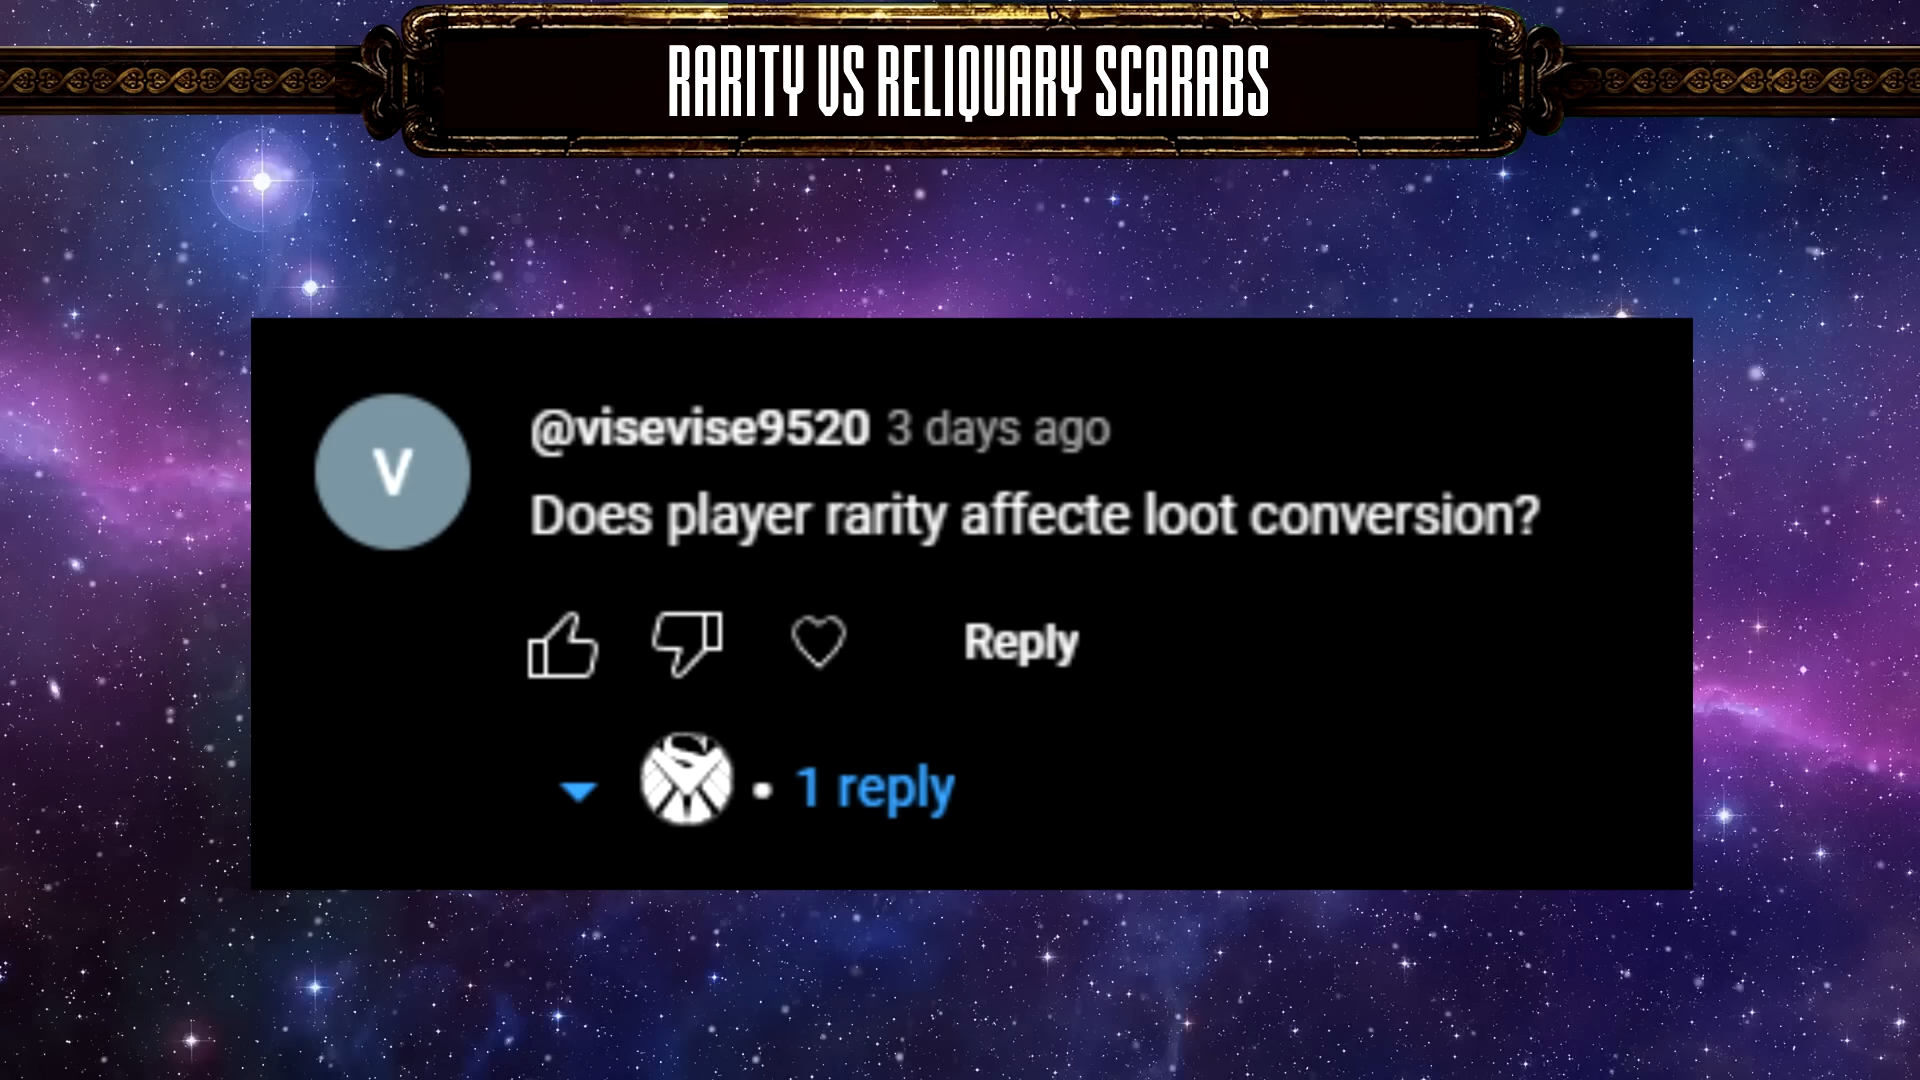 RARITY VS RELIQUARY SCARABS
V
@visevise9520 3 days ago
Does player rarity affecte loot conversion?
Reply
1 reply